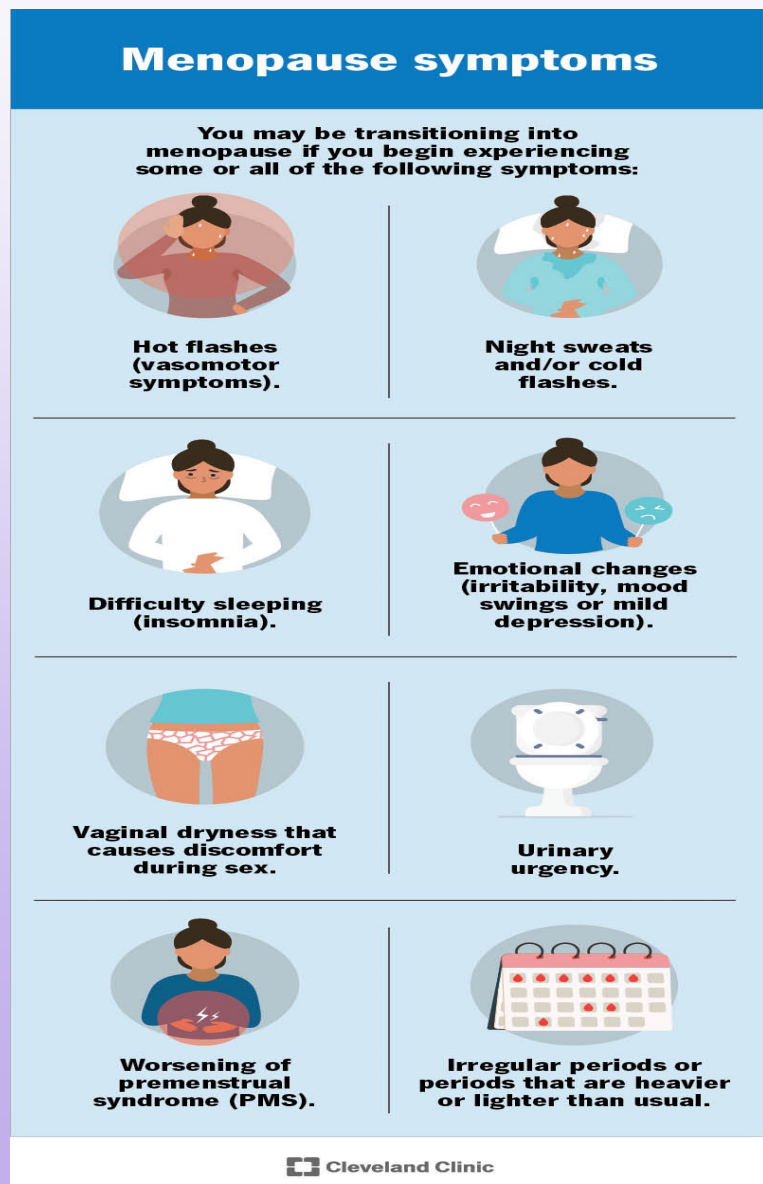 Menopause symptoms
You may be transitioning into
menopause if you begin experiencing
some or all of the following symptoms:
Hot flashes
(vasomotor
symptoms).
Night sweats
and/or cold
flashes.
Difficulty sleeping
(insomnia).
Emotional changes
(irritability, mood
swings or mild
depression).
Vaginal dryness that
causes discomfort
during sex.
Urinary
urgency.
Worsening of
premenstrual
syndrome (PMS).
Irregular periods or
periods that are heavier
or lighter than usual.
Cleveland Clinic